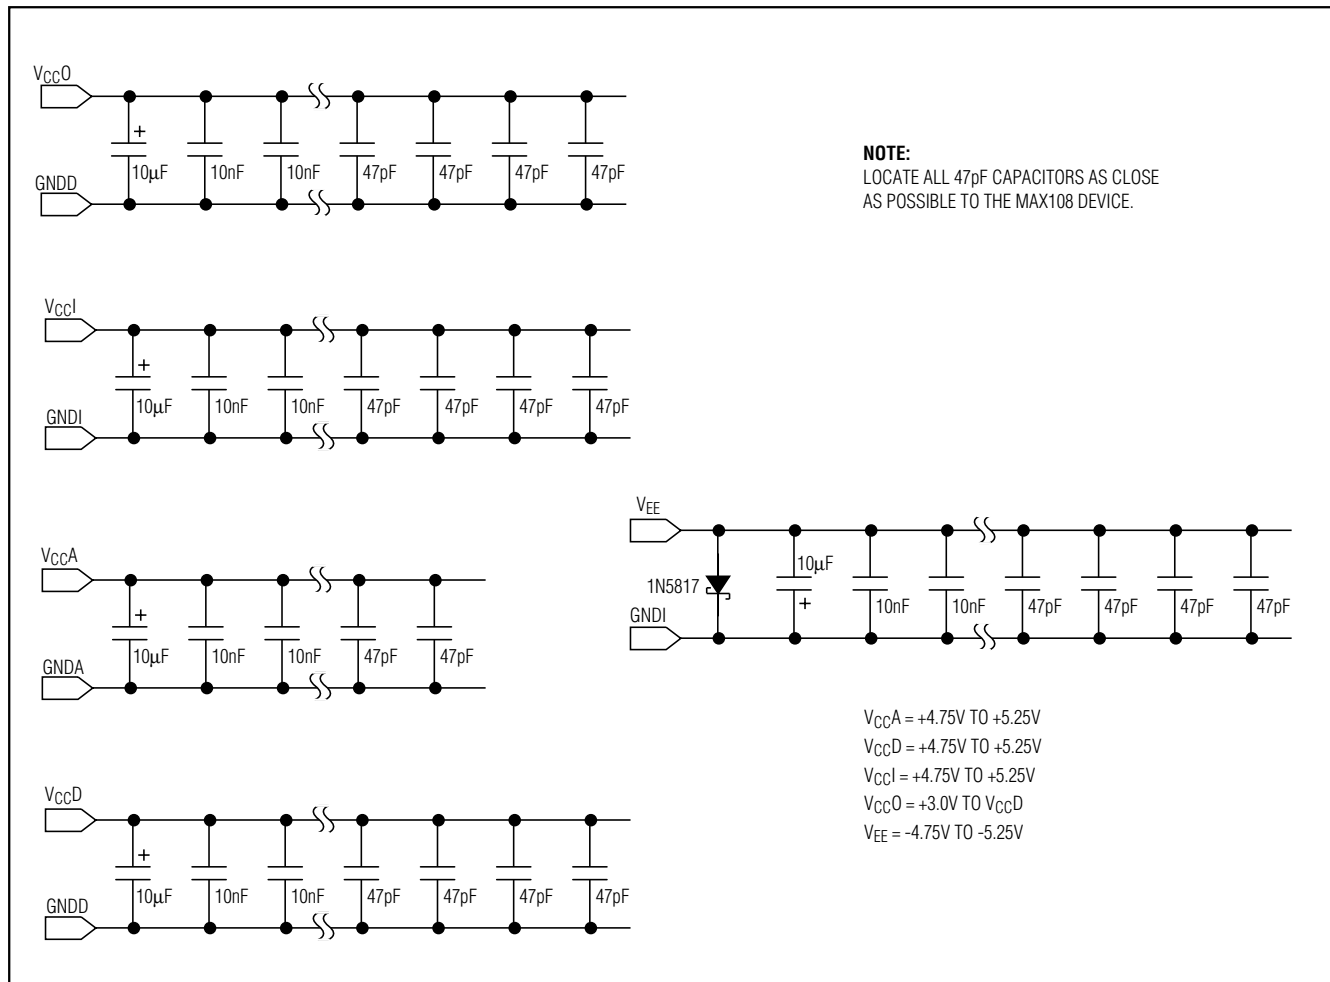 VCCO
+
10µF
10nF
10nF
47pF
47pF
47pF
47pF
GNDD
NOTE:
LOCATE ALL 47pF CAPACITORS AS CLOSE
AS POSSIBLE TO THE MAX108 DEVICE.
VCCI
+
10µF
10nF
10nF
47pF
47pF
47pF
47pF
GNDI
VCCA
+
10µF
10nF
10nF
47pF
47pF
GNDA
VEE
1N5817
10µF
+
10nF
10nF
47pF
47pF
47pF
47pF
GNDI
VCCD
+
10µF
10nF
10nF
47pF
47pF
47pF
47pF
GNDD
VCCA = +4.75V TO +5.25V
VCCD = +4.75V TO +5.25V
VCCI = +4.75V TO +5.25V
VCCO = +3.0V TO VCCD
VEE = -4.75V TO -5.25V